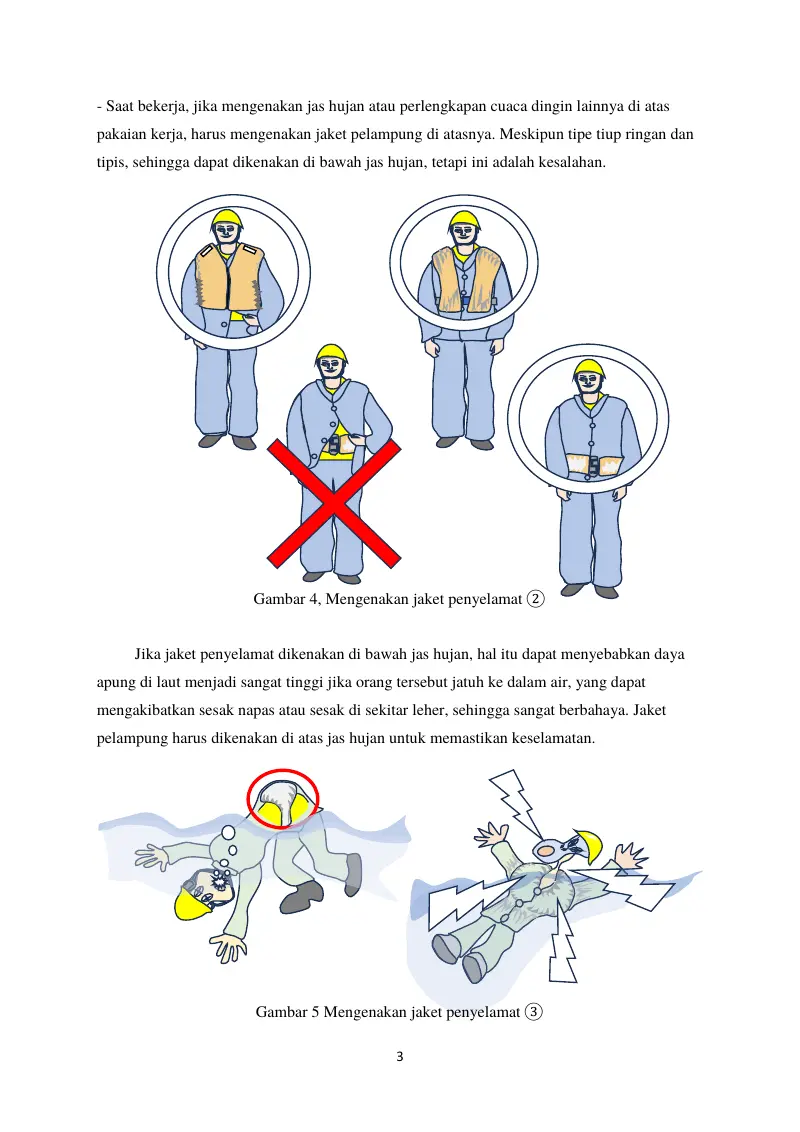 - Saat bekerja, jika mengenakan jas hujan atau perlengkapan cuaca dingin lainnya di atas
pakaian kerja, harus mengenakan jaket pelampung di atasnya. Meskipun tipe tiup ringan dan
tipis, sehingga dapat dikenakan di bawah jas hujan, tetapi ini adalah kesalahan.
Gambar 4, Mengenakan jaket penyelamat ②
Jika jaket penyelamat dikenakan di bawah jas hujan, hal itu dapat menyebabkan daya
apung di laut menjadi sangat tinggi jika orang tersebut jatuh ke dalam air, yang dapat
mengakibatkan sesak napas atau sesak di sekitar leher, sehingga sangat berbahaya. Jaket
pelampung harus dikenakan di atas jas hujan untuk memastikan keselamatan.
Gambar 5 Mengenakan jaket penyelamat ③
3